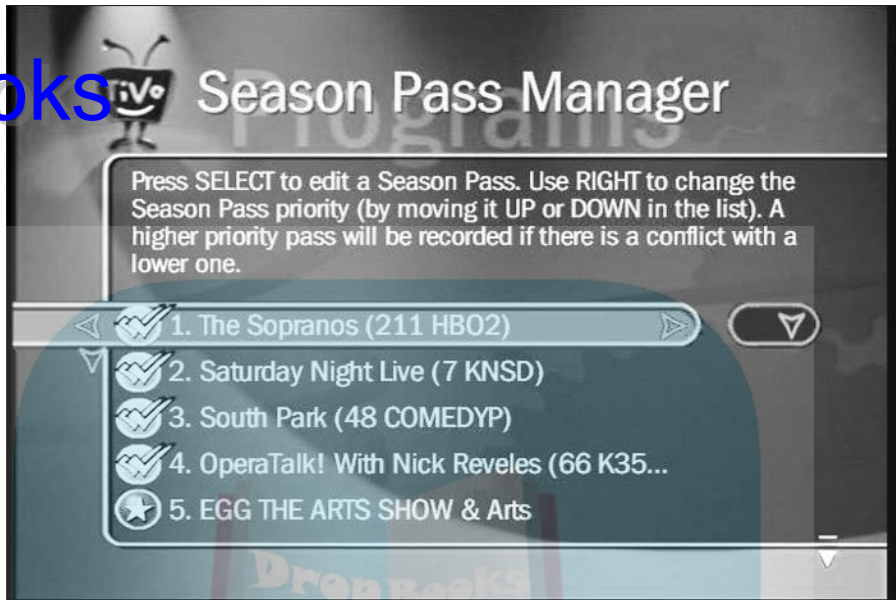 oks
TiVo
Season Pass Manager
Programs
Press SELECT to edit a Season Pass. Use RIGHT to change the
Season Pass priority (by moving it UP or DOWN in the list). A
higher priority pass will be recorded if there is a conflict with a
lower one.
1. The Sopranos (211 HBO2)
2. Saturday Night Live (7 KNSD)
3. South Park (48 COMEDYP)
4. OperaTalk! With Nick Reveles (66 K35...
5. EGG THE ARTS SHOW & Arts
DropBooks